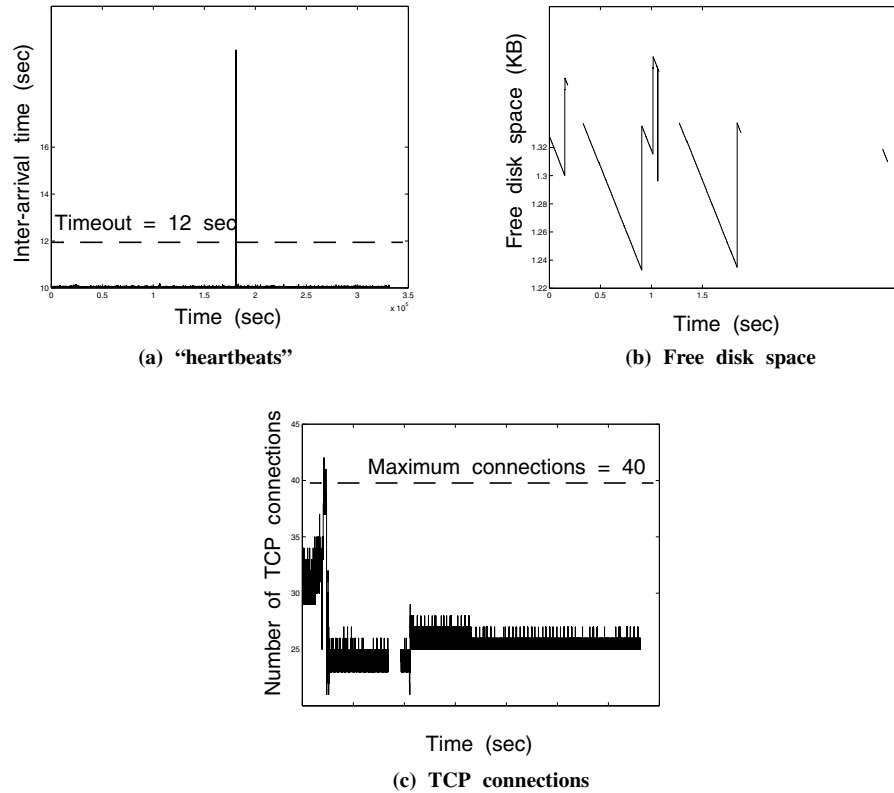 Inter-arrival time (sec)
16
14
12
10
Timeout = 12 sec
0
0.5
1
1.5
2
2.5
3
3.5
x 10^5
Time (sec)
(a) “heartbeats”
Free disk space (KB)
1.32
1.3
1.28
1.26
1.24
1.22
0
0.5
1
1.5
Time (sec)
(b) Free disk space
Number of TCP connections
45
40
35
30
25
Maximum connections = 40
Time (sec)
(c) TCP connections